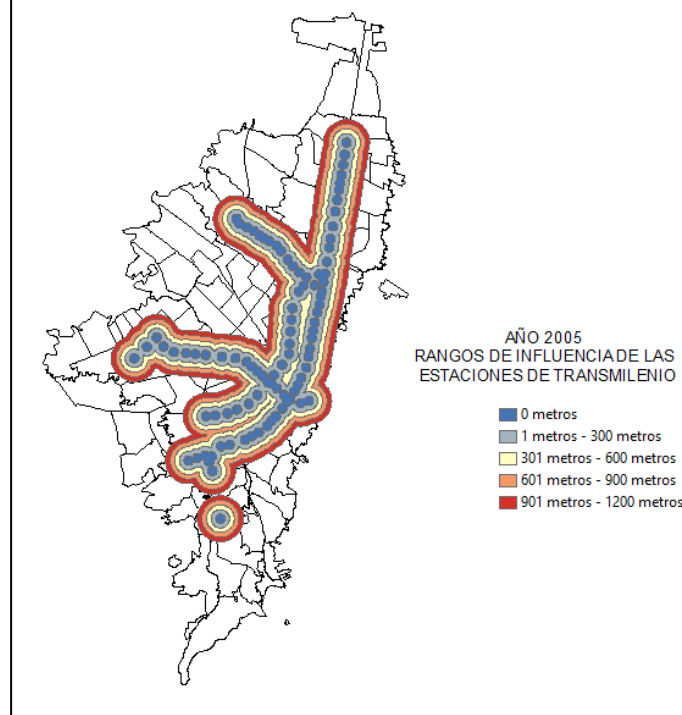 AÑO 2005
RANGOS DE INFLUENCIA DE LAS
ESTACIONES DE TRANSMILENIO
0 metros
1 metros - 300 metros
301 metros - 600 metros
601 metros - 900 metros
901 metros - 1200 metros